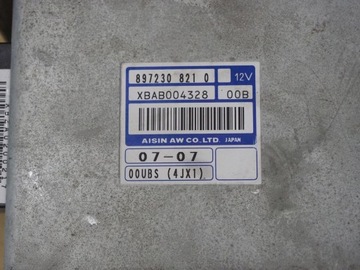 897230 821 0 12V
XBAB004328 00B
AISIN AW CO.,LTD. JAPAN
07-07
00UBS (4JX1)